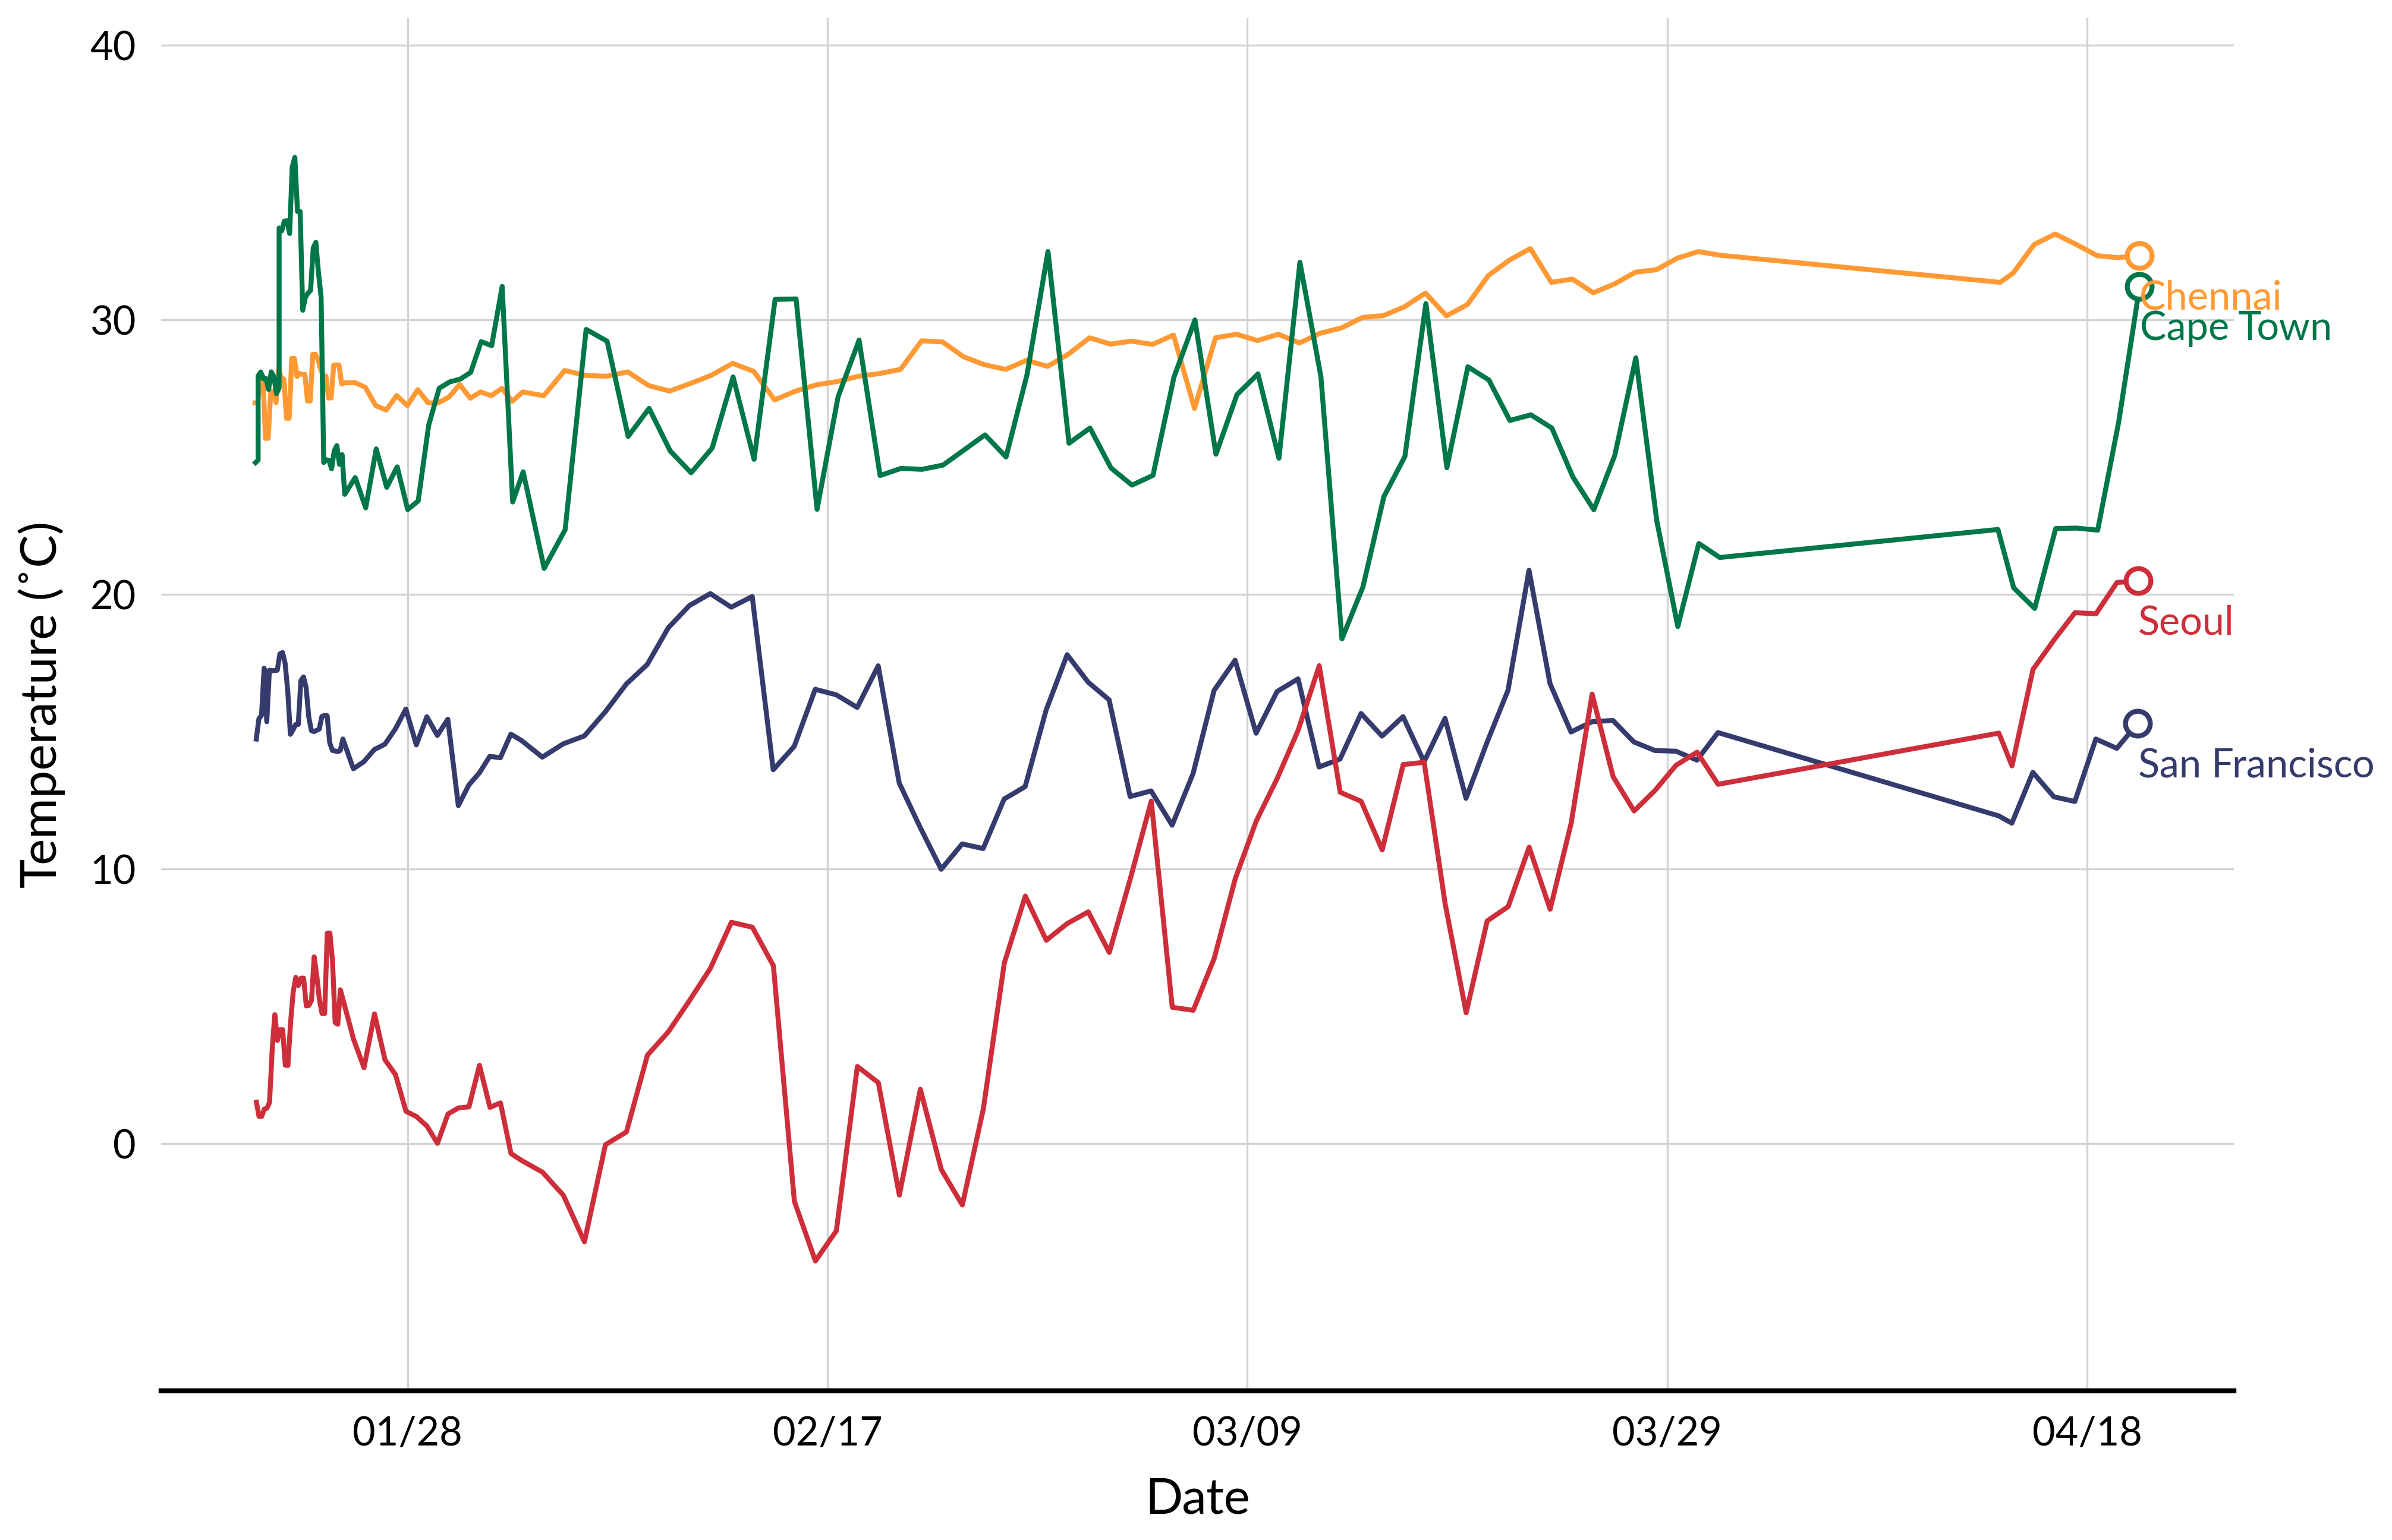 40
30
20
10
0
Temperature (°C)
Chennai
Cape Town
Seoul
San Francisco
01/28 02/17 03/09 03/29 04/18
Date